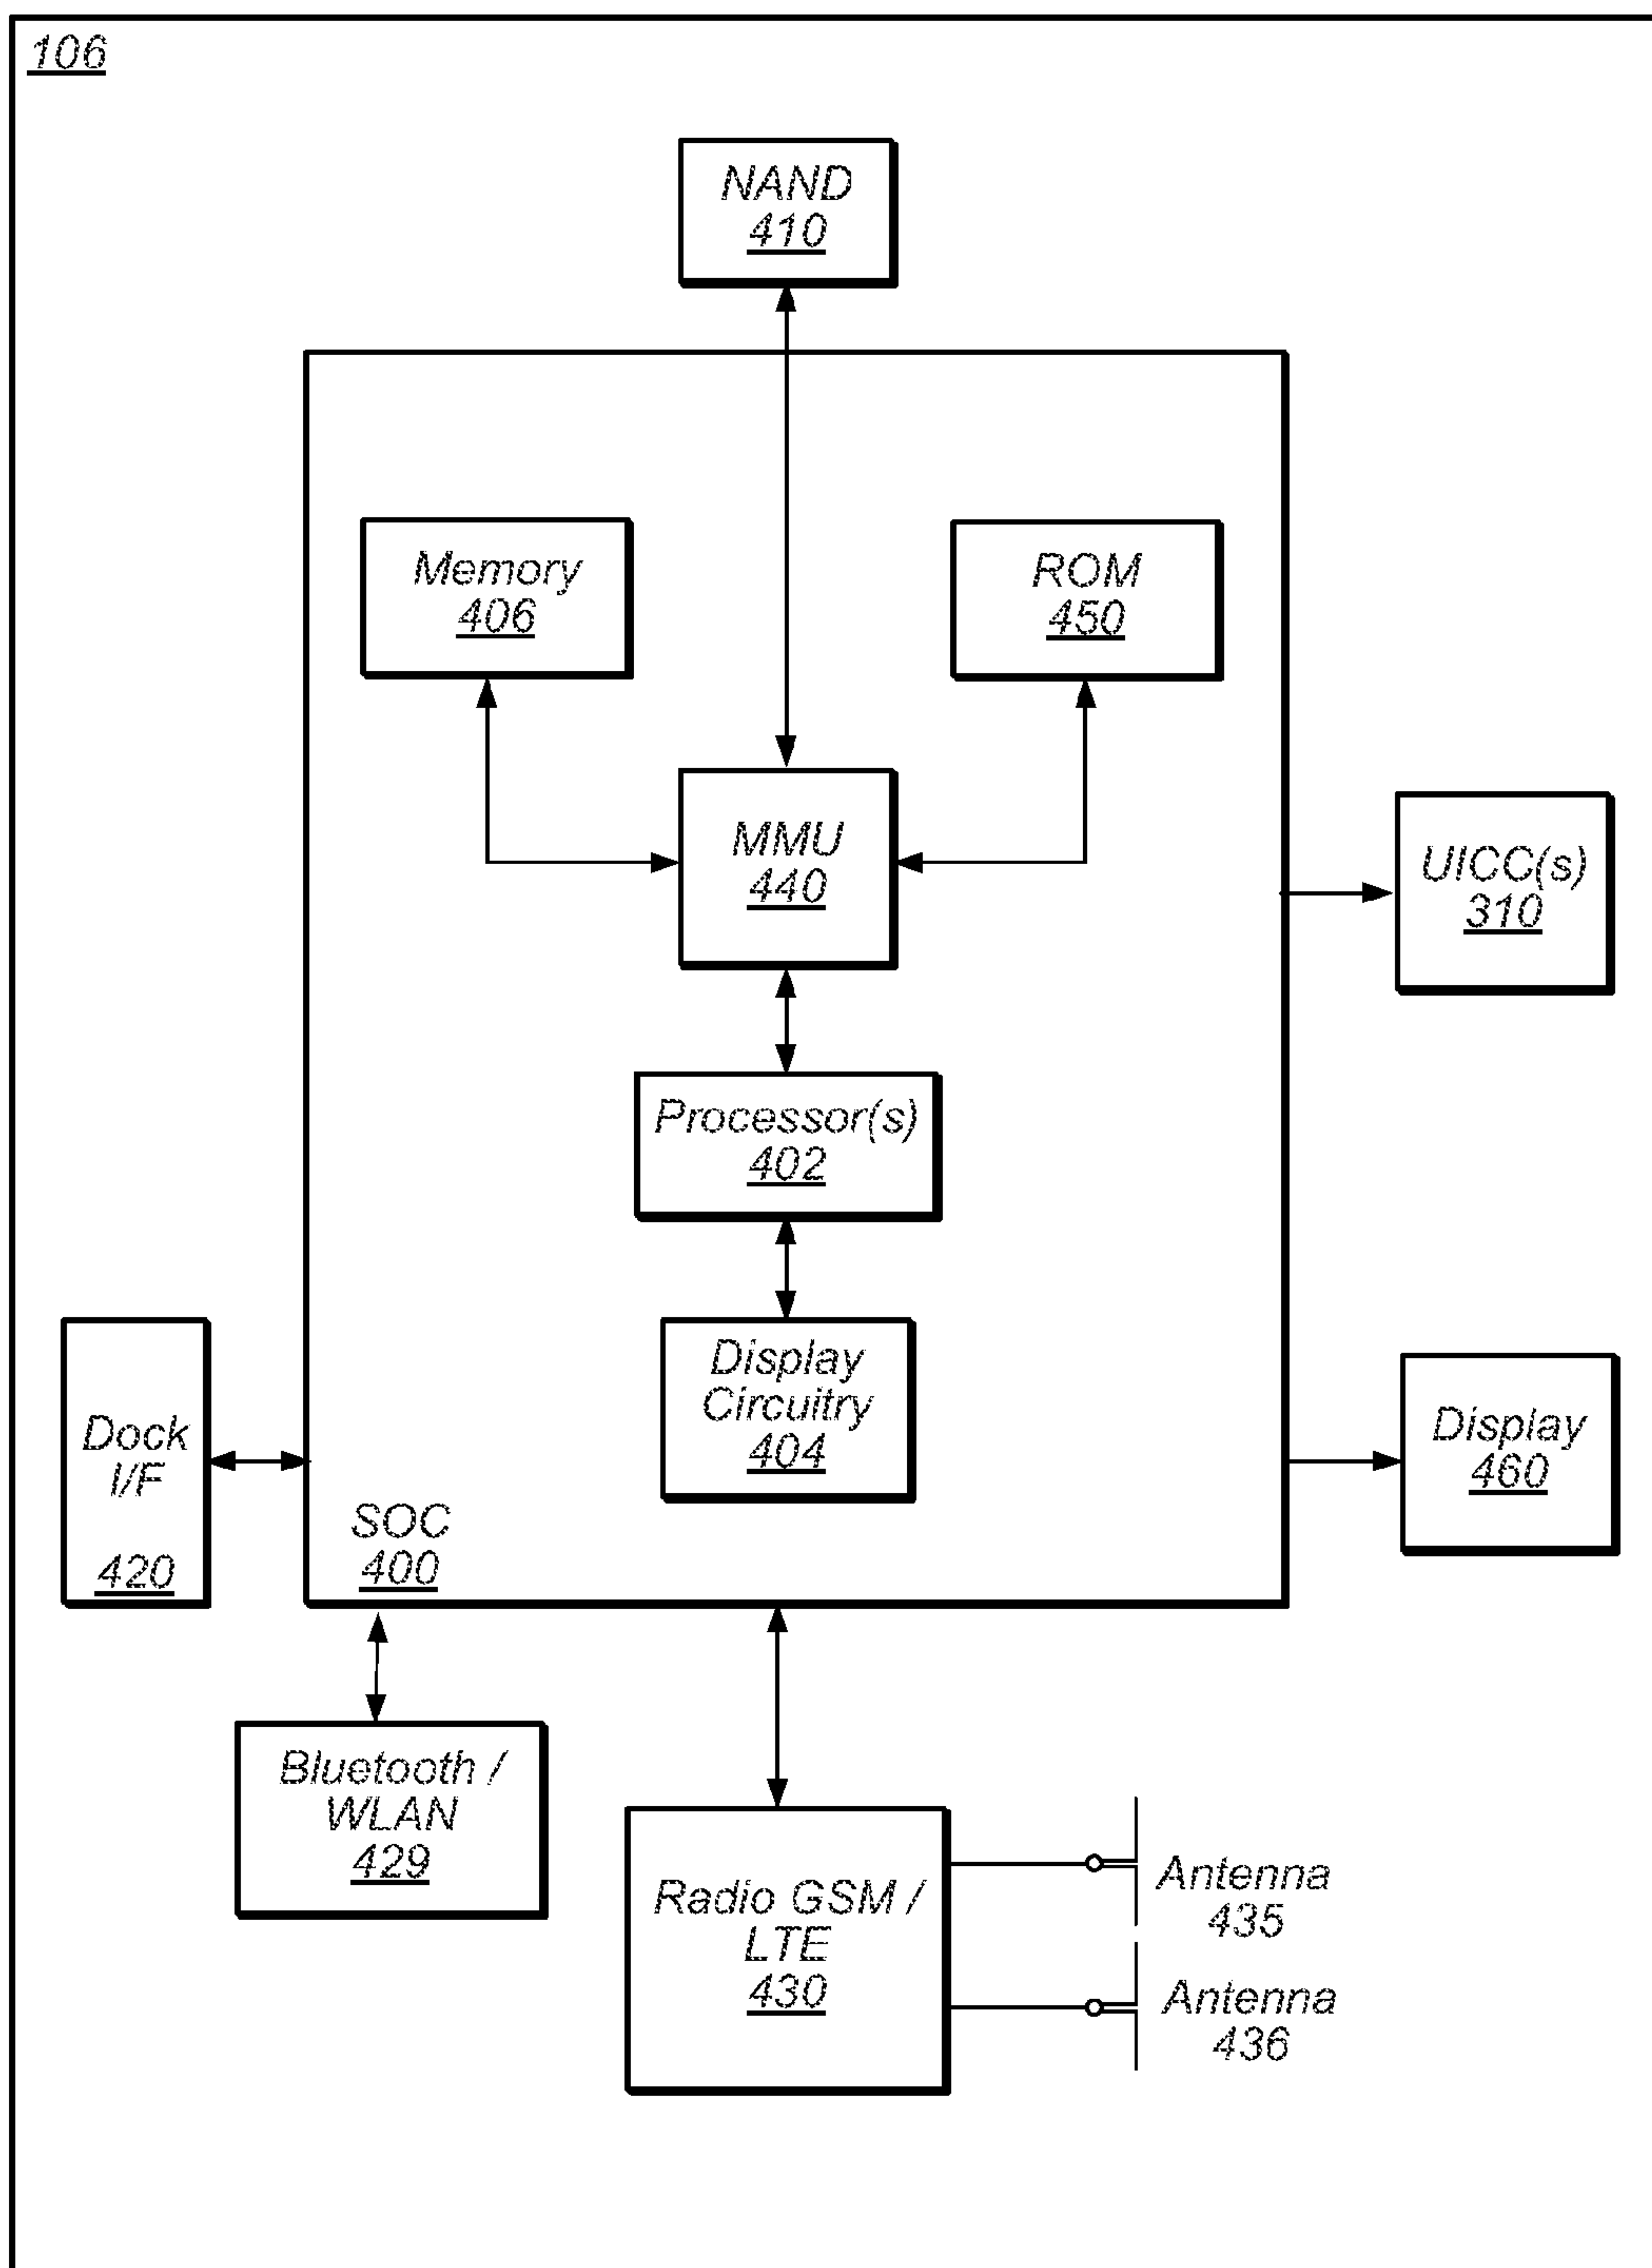 106
NAND
410
Memory
406
ROM
450
MMU
440
UICC(s)
310
Processor(s)
402
Display
Circuitry
404
Dock
I/F
420
Display
460
SOC
400
Bluetooth /
WLAN
429
Radio GSM /
LTE
430
Antenna
435
Antenna
436